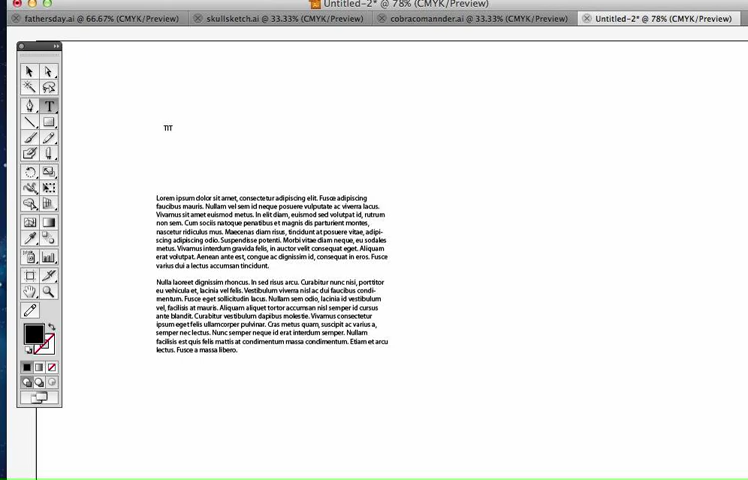 Untitled-2* @ 78% (CMYK/Preview)
fathersday.ai @ 66.67% (CMYK/Preview)
skullsketch.ai @ 33.33% (CMYK/Preview)
cobracomannder.ai @ 33.33% (CMYK/Preview)
Untitled-2* @ 78% (CMYK/Preview)
TIT
Lorem ipsum dolor sit amet, consectetur adipiscing elit. Fusce adipiscing
faucibus mauris. Nullam vel sem id neque posuere vulputate ac viverra lacus.
Vivamus sit amet euismod metus. In elit diam, euismod sed volutpat id, rutrum
non sem. Cum sociis natoque penatibus et magnis dis parturient montes,
nascetur ridiculus mus. Maecenas diam risus, tincidunt at posuere vitae, adipi-
scing adipiscing odio. Suspendisse potenti. Morbi vitae diam neque, eu sodales
metus. Vivamus interdum gravida felis, in auctor velit consequat eget. Aliquam
erat volutpat. Aenean ante est, congue ac dignissim id, consequat in eros. Fusce
varius dui a lectus accumsan tincidunt.
Nulla laoreet dignissim rhoncus. In sed risus arcu. Curabitur nunc nisi, porttitor
eu vehicula et, lacinia vel felis. Vestibulum viverra nisl ac dui faucibus condi-
mentum. Fusce eget sollicitudin lacus. Nullam sem odio, lacinia id vestibulum
vel, facilisis at mauris. Aliquam aliquet tortor accumsan nisl semper id cursus
ante blandit. Curabitur vestibulum dapibus molestie. Vivamus consectetur
ipsum eget felis ullamcorper pulvinar. Cras metus quam, suscipit ac varius a,
semper nec lectus. Nunc semper neque id erat interdum semper. Nullam
facilisis est quis felis mattis at condimentum massa condimentum. Etiam et arcu
lectus. Fusce a massa libero.